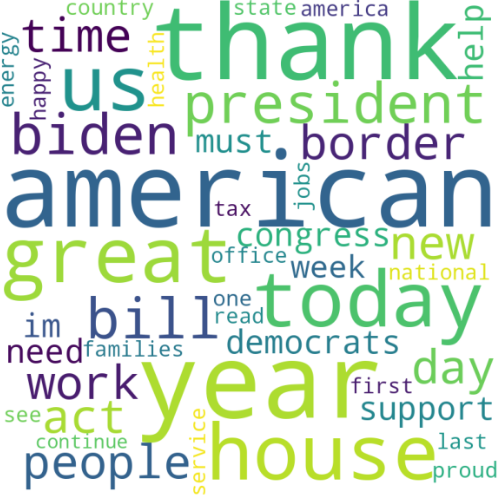 country state america
time thank help
energy happy us health president
biden must border
american
jobs
tax
great congress new
office week national
im bill one today
read
need families democrats
work year first day
see act support
continue last
people service house proud